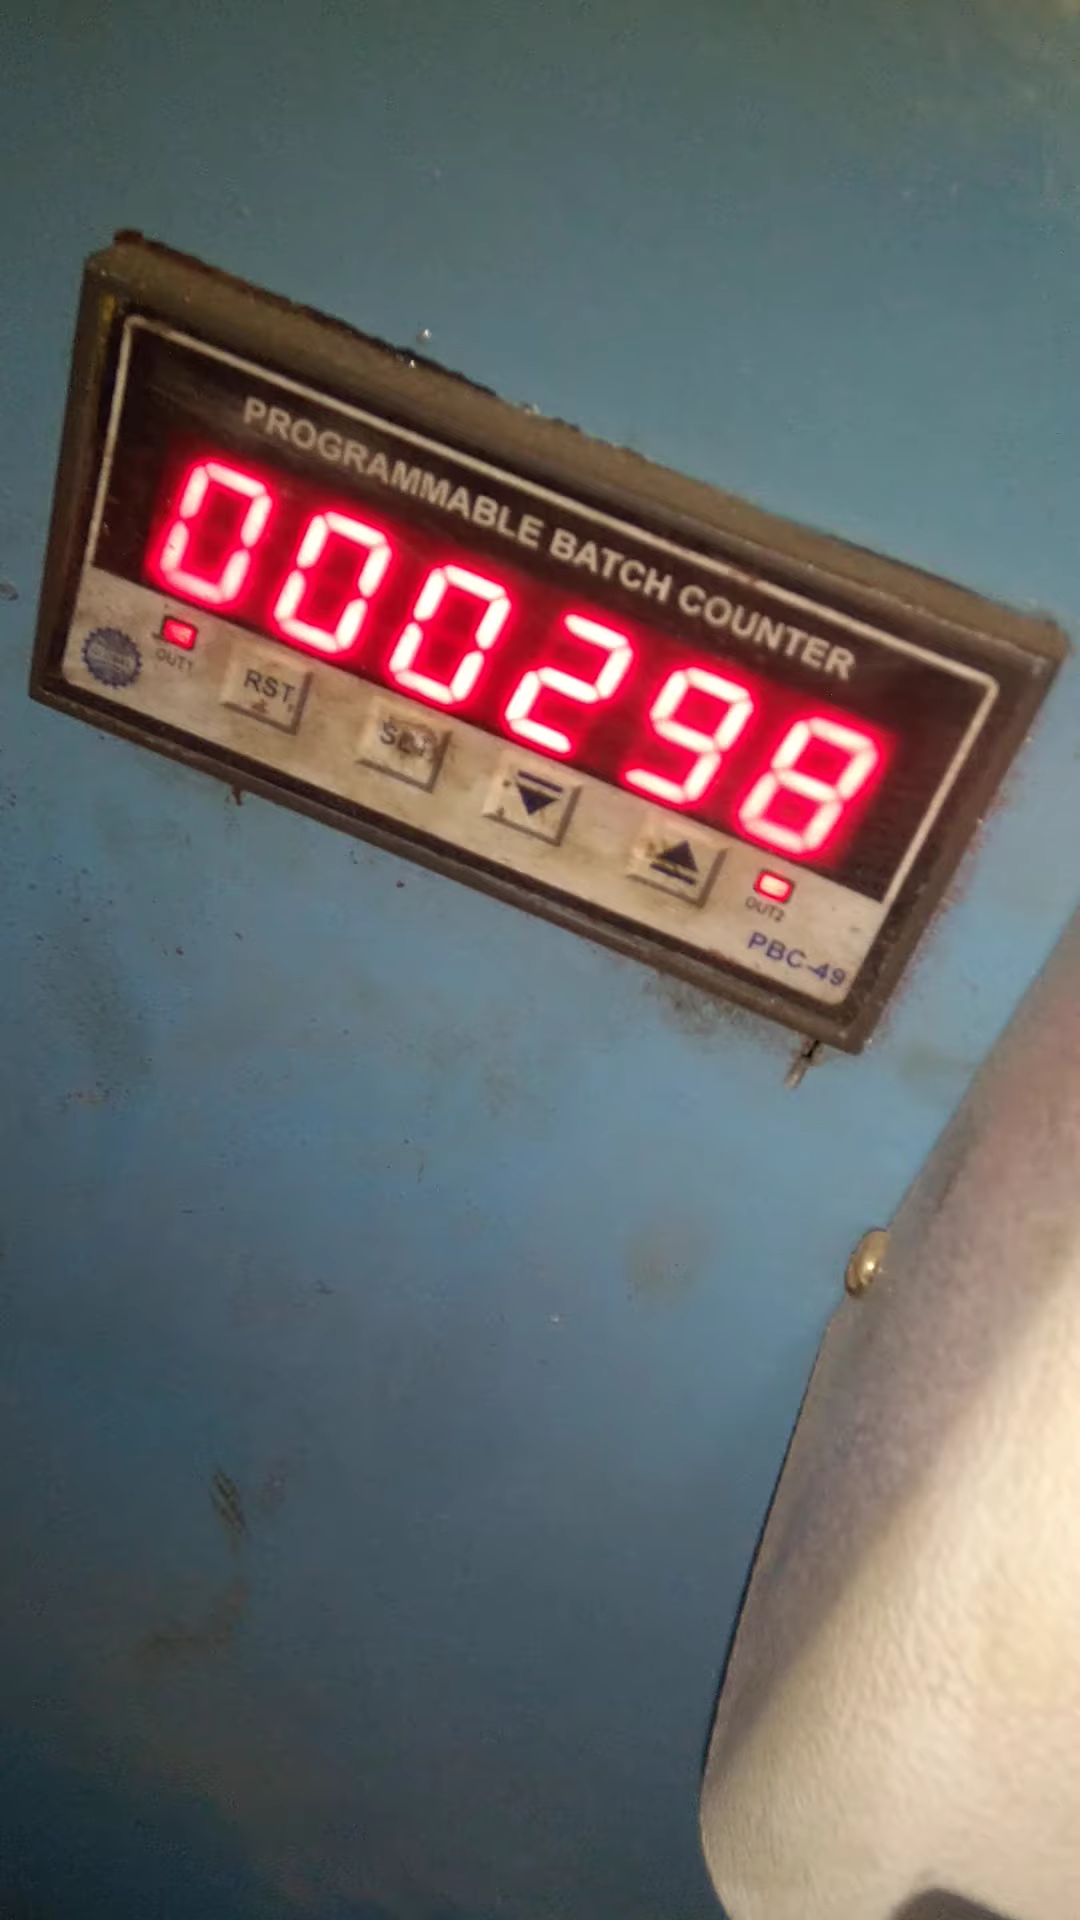 PROGRAMMABLE BATCH COUNTER
000298
OUT1
RST
SET
OUT2
PBC-49